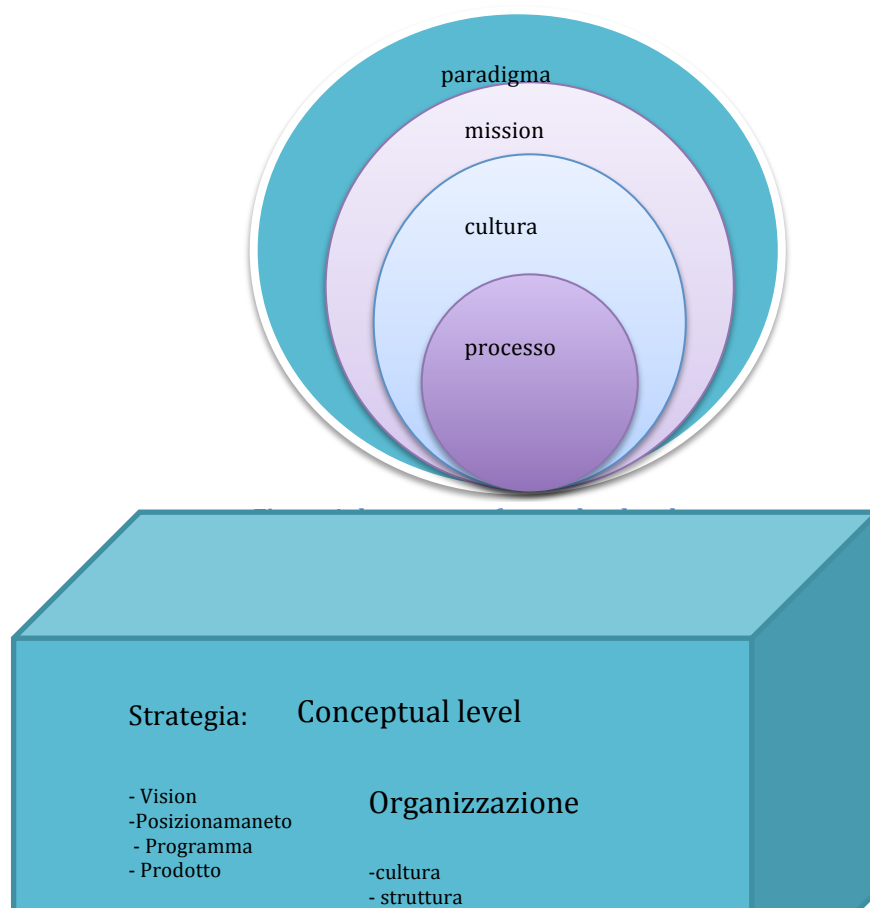 paradigma
mission
cultura
processo
Strategia:
Conceptual level
- Vision
-Posizionamaneto
- Programma
- Prodotto
Organizzazione
-cultura
- struttura